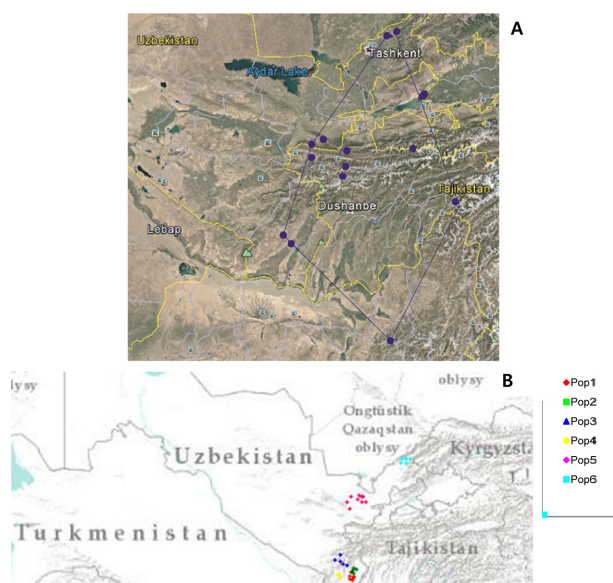 A
Uzbekistan
Tashkent
Aydar Lake
Tajikistan
Dushanbe
Lebap
B
oblysy
lysy
Ongtüstik
Qazaqstan
oblysy
Kyrgyzsta
Uzbekistan
Turkmenistan
Tajikistan
Pop1
Pop2
Pop3
Pop4
Pop5
Pop6